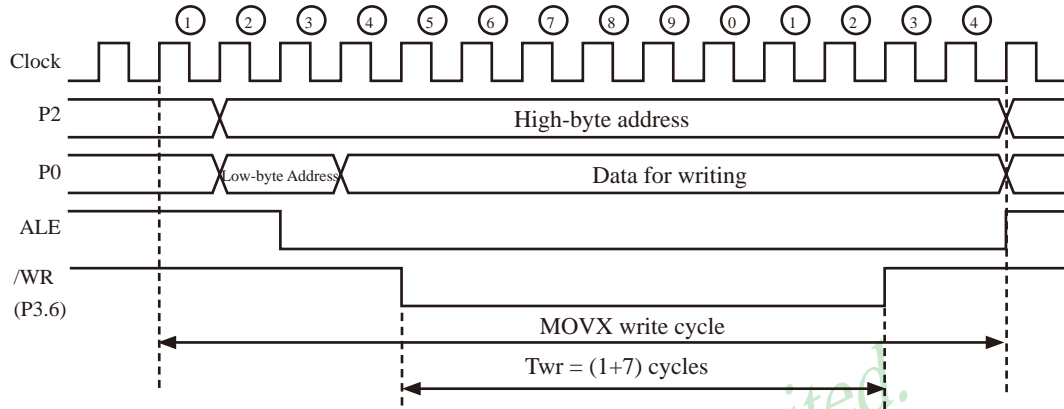 1 2 3 4 5 6 7 8 9 0 1 2 3 4
Clock
P2 High-byte address
P0 Low-byte Address Data for writing
ALE
/WR
(P3.6)
MOVX write cycle
Twr = (1+7) cycles
ited.